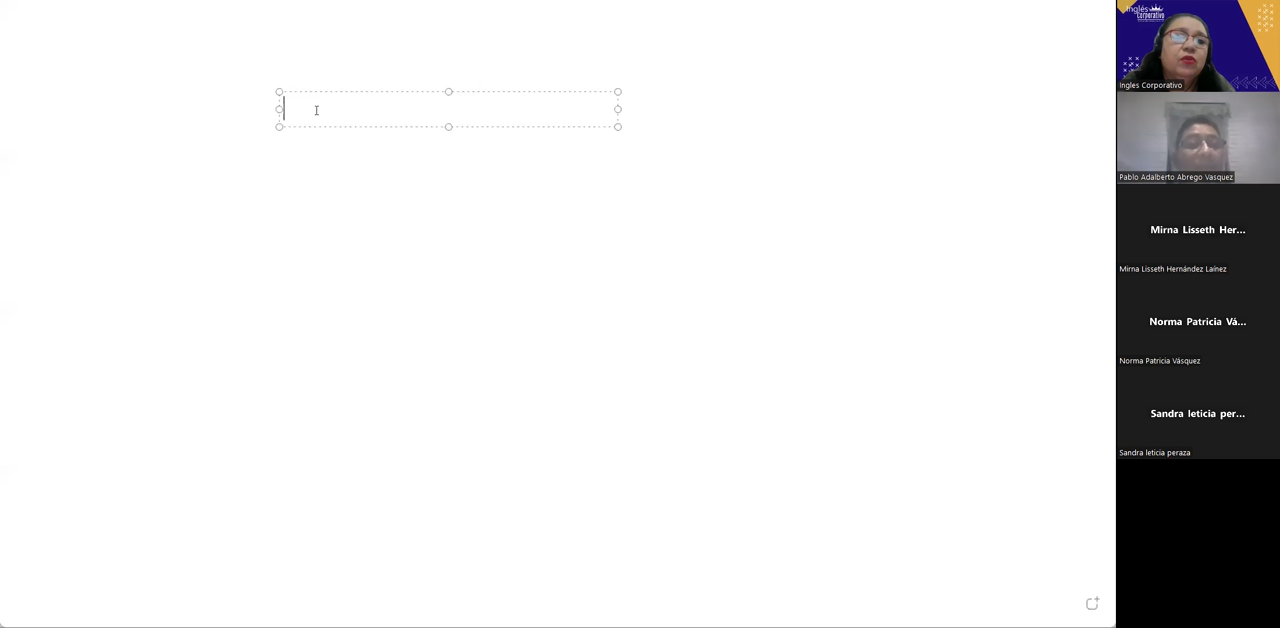 Inglés
Corporativo
Ingles Corporativo
Pablo Adalberto Abrego Vasquez
Mirna Lisseth Her...
Mirna Lisseth Hernández Laínez
Norma Patricia Vá...
Norma Patricia Vásquez
Sandra leticia per...
Sandra leticia peraza